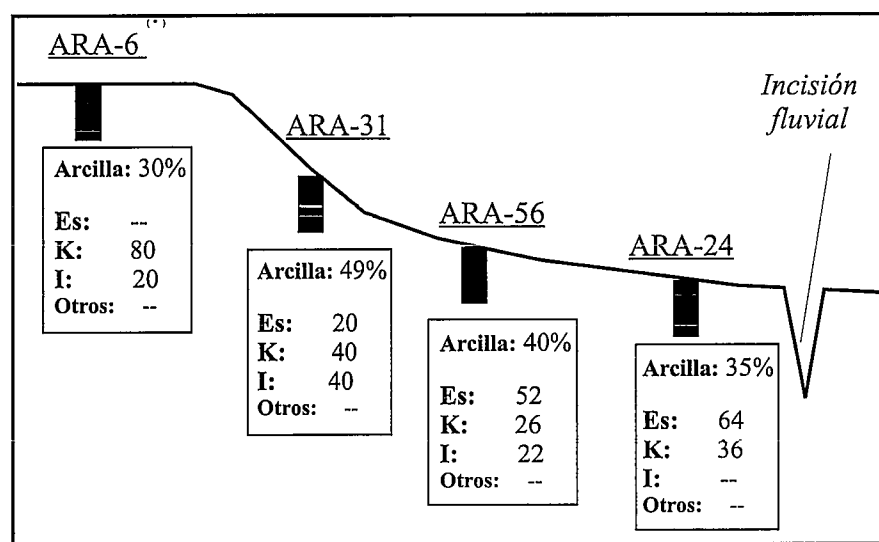 ARA-6 (*)
Arcilla: 30%
Es: --
K: 80
I: 20
Otros: --
ARA-31
Arcilla: 49%
Es: 20
K: 40
I: 40
Otros: --
ARA-56
Arcilla: 40%
Es: 52
K: 26
I: 22
Otros: --
ARA-24
Arcilla: 35%
Es: 64
K: 36
I: --
Otros: --
Incisión
fluvial